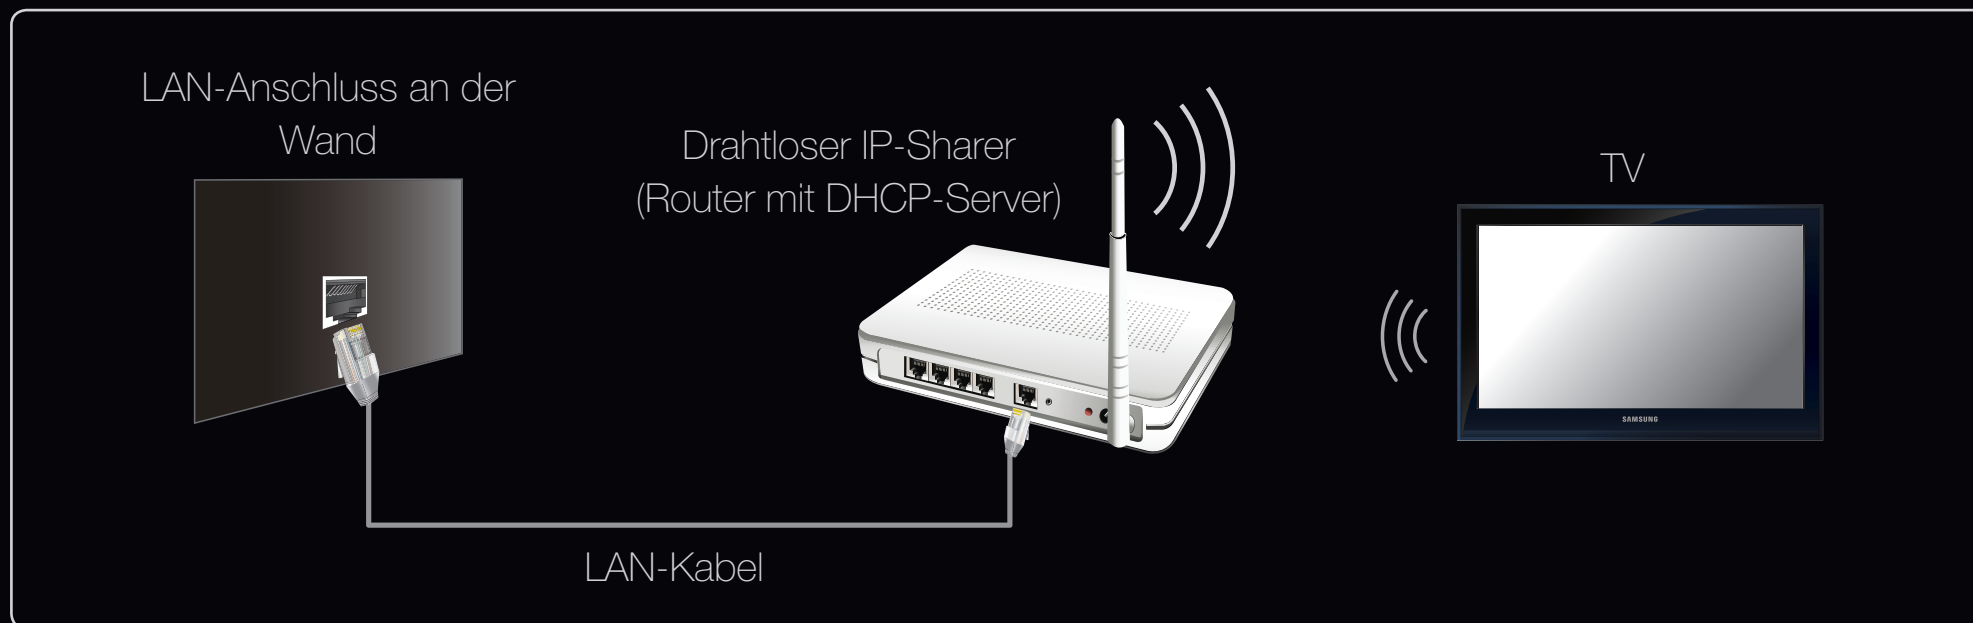 LAN-Anschluss an der
Wand
Drahtloser IP-Sharer
(Router mit DHCP-Server)
TV
SAMSUNG
LAN-Kabel